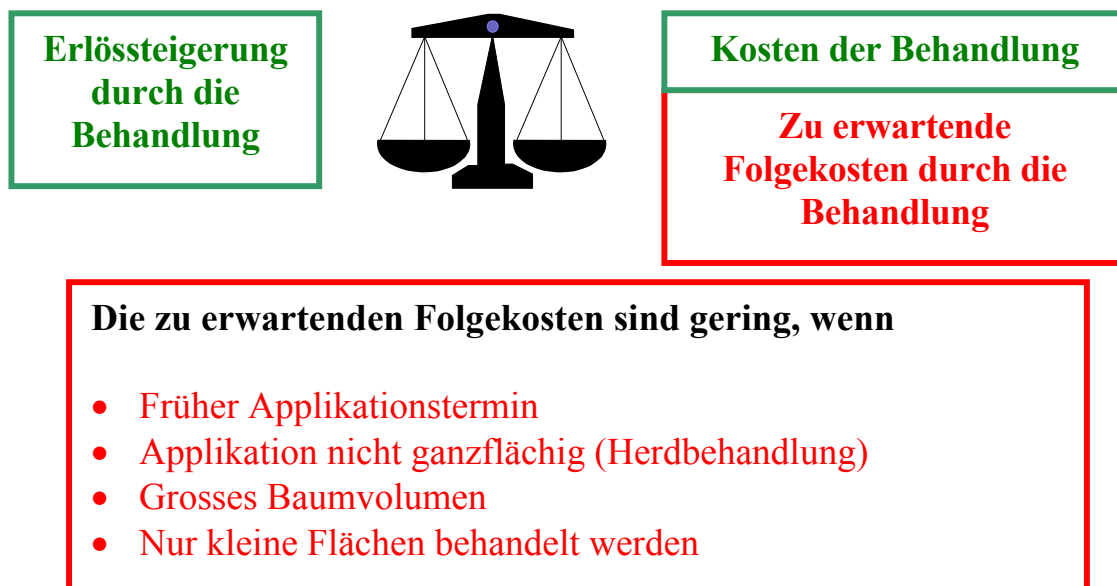 Erlössteigerung
durch die
Behandlung
Kosten der Behandlung
Zu erwartende
Folgekosten durch die
Behandlung
Die zu erwartenden Folgekosten sind gering, wenn
• Früher Applikationstermin
• Applikation nicht ganzflächig (Herdbehandlung)
• Grosses Baumvolumen
• Nur kleine Flächen behandelt werden